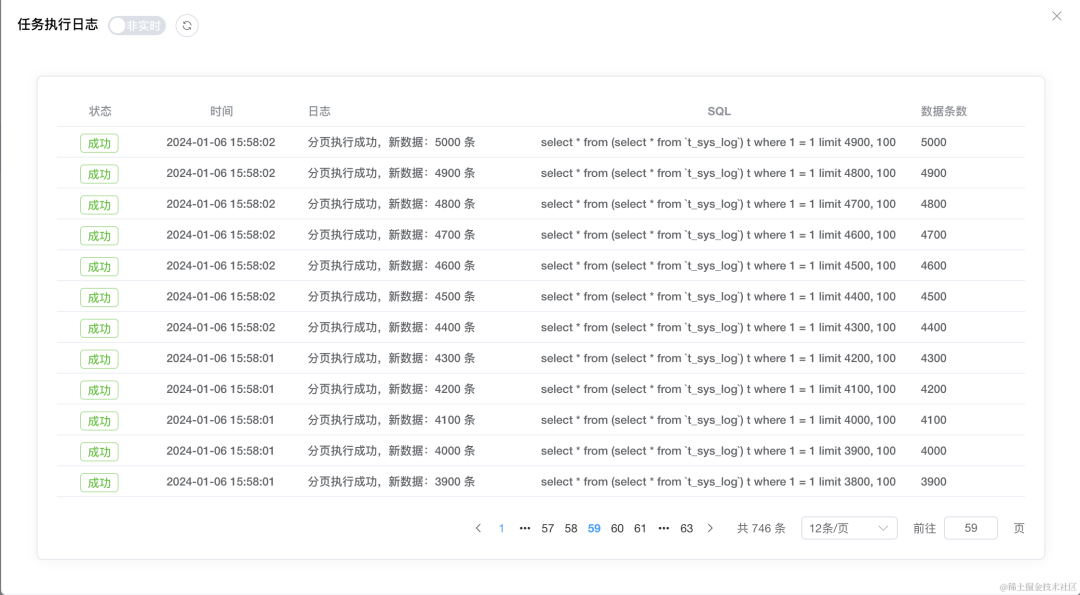 任务执行日志 非实时
状态 时间 日志 SQL 数据条数
成功 2024-01-06 15:58:02 分页执行成功，新数据：5000 条 select * from (select * from `t_sys_log`) t where 1 = 1 limit 4900, 100 5000
成功 2024-01-06 15:58:02 分页执行成功，新数据：4900 条 select * from (select * from `t_sys_log`) t where 1 = 1 limit 4800, 100 4900
成功 2024-01-06 15:58:02 分页执行成功，新数据：4800 条 select * from (select * from `t_sys_log`) t where 1 = 1 limit 4700, 100 4800
成功 2024-01-06 15:58:02 分页执行成功，新数据：4700 条 select * from (select * from `t_sys_log`) t where 1 = 1 limit 4600, 100 4700
成功 2024-01-06 15:58:02 分页执行成功，新数据：4600 条 select * from (select * from `t_sys_log`) t where 1 = 1 limit 4500, 100 4600
成功 2024-01-06 15:58:02 分页执行成功，新数据：4500 条 select * from (select * from `t_sys_log`) t where 1 = 1 limit 4400, 100 4500
成功 2024-01-06 15:58:02 分页执行成功，新数据：4400 条 select * from (select * from `t_sys_log`) t where 1 = 1 limit 4300, 100 4400
成功 2024-01-06 15:58:01 分页执行成功，新数据：4300 条 select * from (select * from `t_sys_log`) t where 1 = 1 limit 4200, 100 4300
成功 2024-01-06 15:58:01 分页执行成功，新数据：4200 条 select * from (select * from `t_sys_log`) t where 1 = 1 limit 4100, 100 4200
成功 2024-01-06 15:58:01 分页执行成功，新数据：4100 条 select * from (select * from `t_sys_log`) t where 1 = 1 limit 4000, 100 4100
成功 2024-01-06 15:58:01 分页执行成功，新数据：4000 条 select * from (select * from `t_sys_log`) t where 1 = 1 limit 3900, 100 4000
成功 2024-01-06 15:58:01 分页执行成功，新数据：3900 条 select * from (select * from `t_sys_log`) t where 1 = 1 limit 3800, 100 3900
1 ••• 57 58 59 60 61 ••• 63 共 746 条 12条/页 前往 59 页
@稀土掘金技术社区